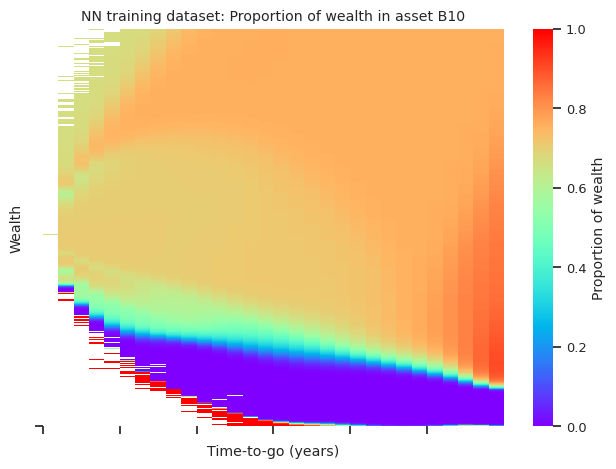 NN training dataset: Proportion of wealth in asset B10
Wealth
Time-to-go (years)
1.0
0.8
0.6
0.4
0.2
0.0
Proportion of wealth